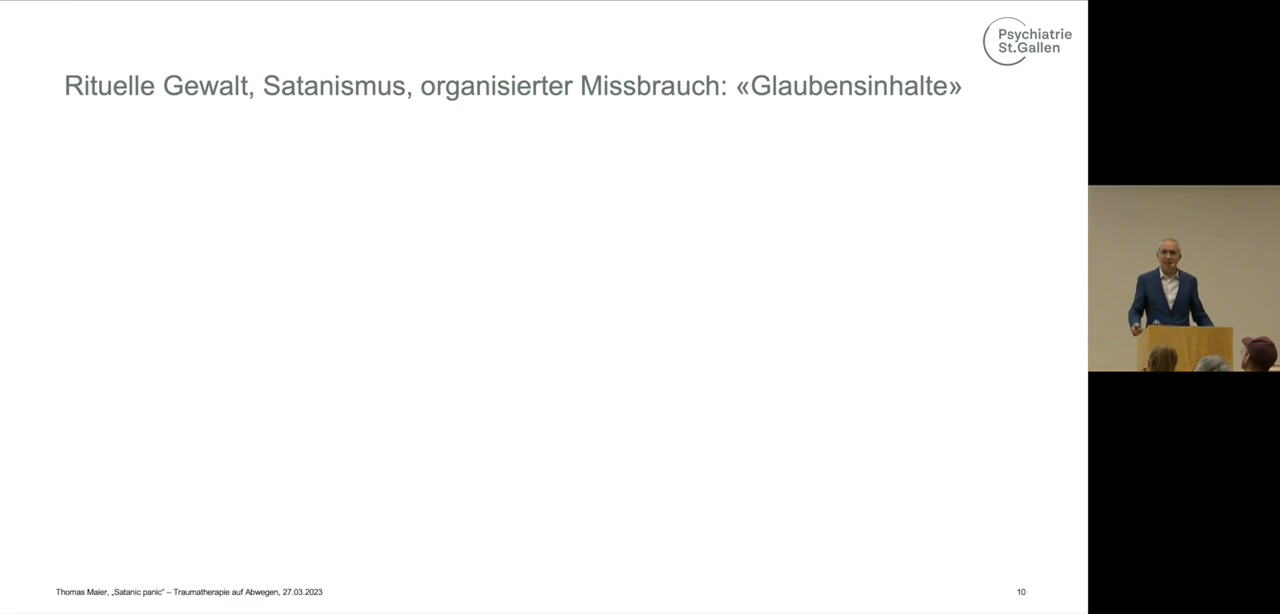 Psychiatrie
St.Gallen
Rituelle Gewalt, Satanismus, organisierter Missbrauch: «Glaubensinhalte»
Thomas Maier, „Satanic panic“ – Traumatherapie auf Abwegen, 27.03.2023
10